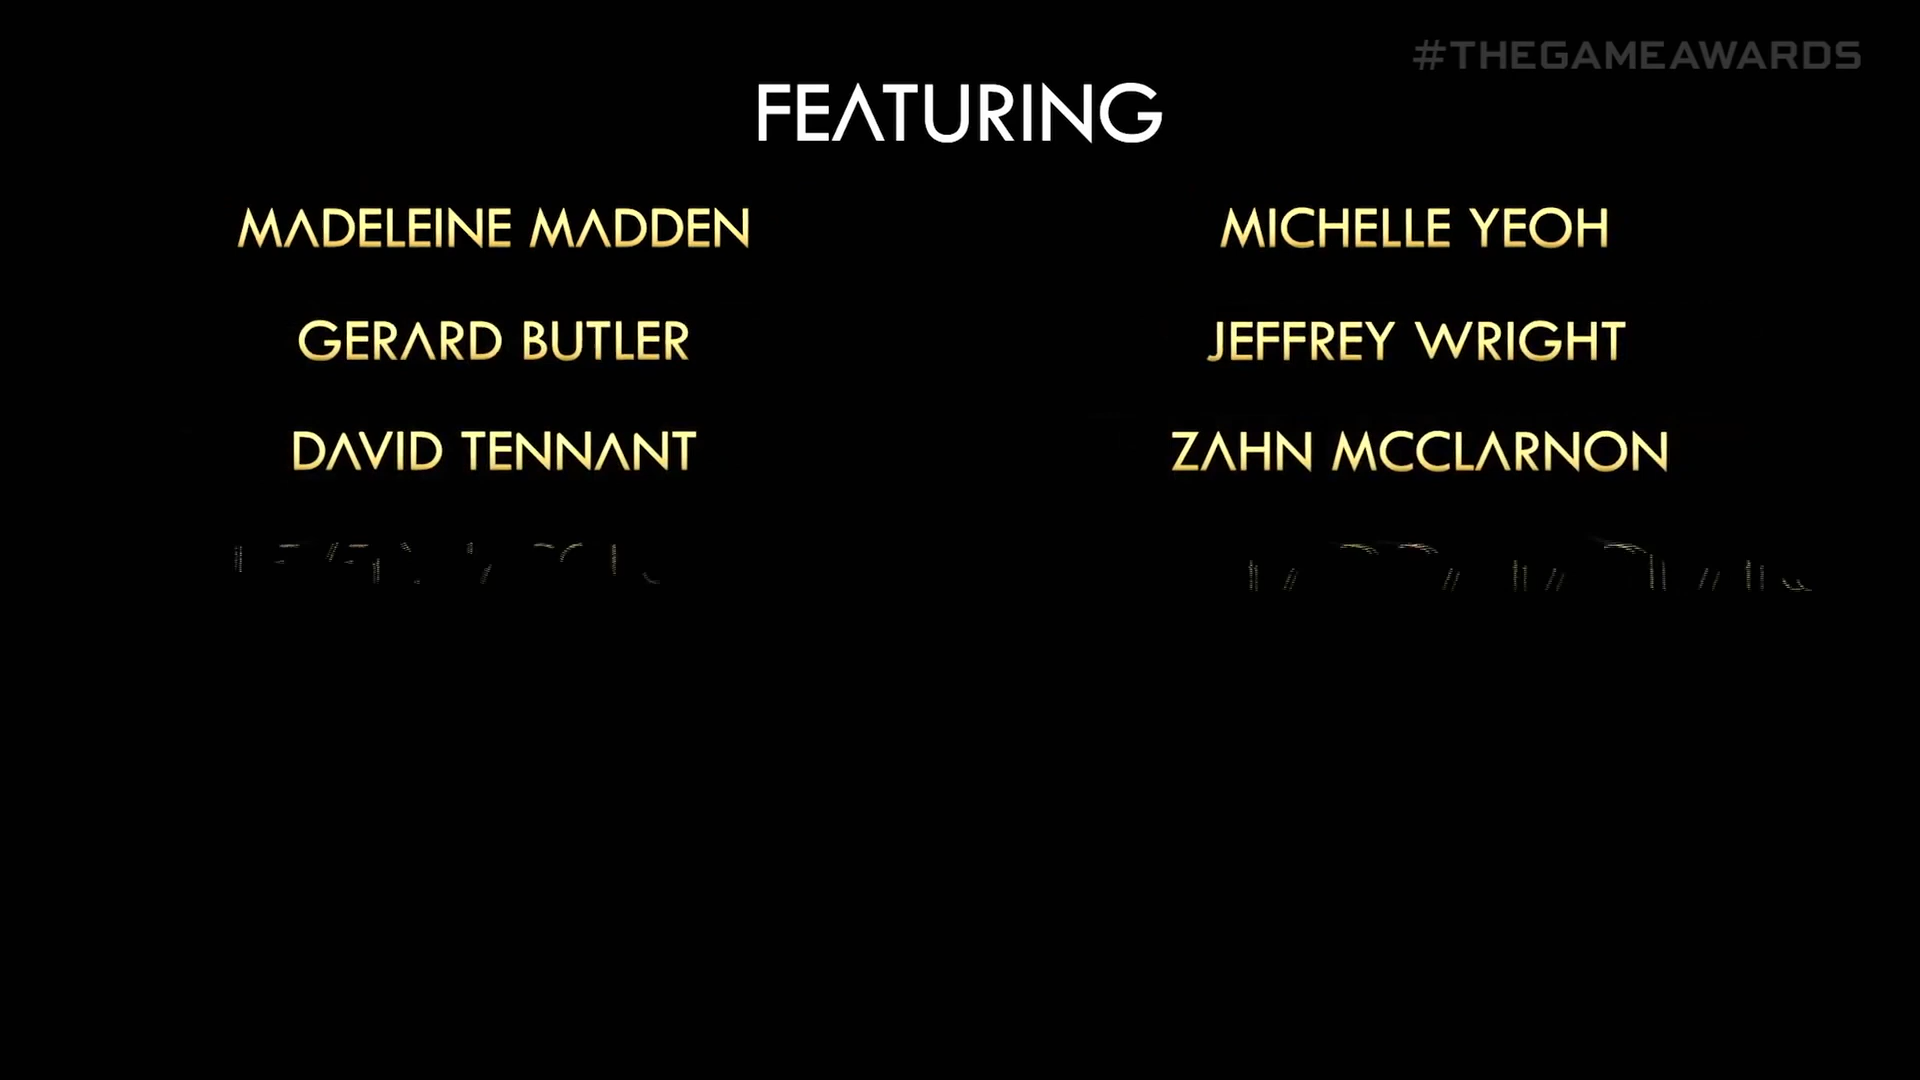 #THEGAMEAWARDS
FEATURING
MADELEINE MADDEN MICHELLE YEOH
GERARD BUTLER JEFFREY WRIGHT
DAVID TENNANT ZAHN MCCLARNON